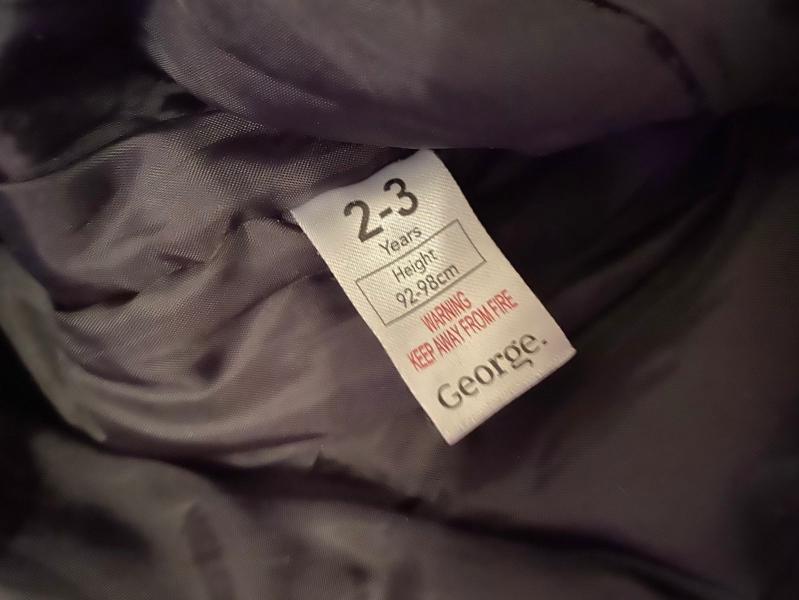 2-3
Years
Height
92-98cm
WARNING
KEEP AWAY FROM FIRE
George.